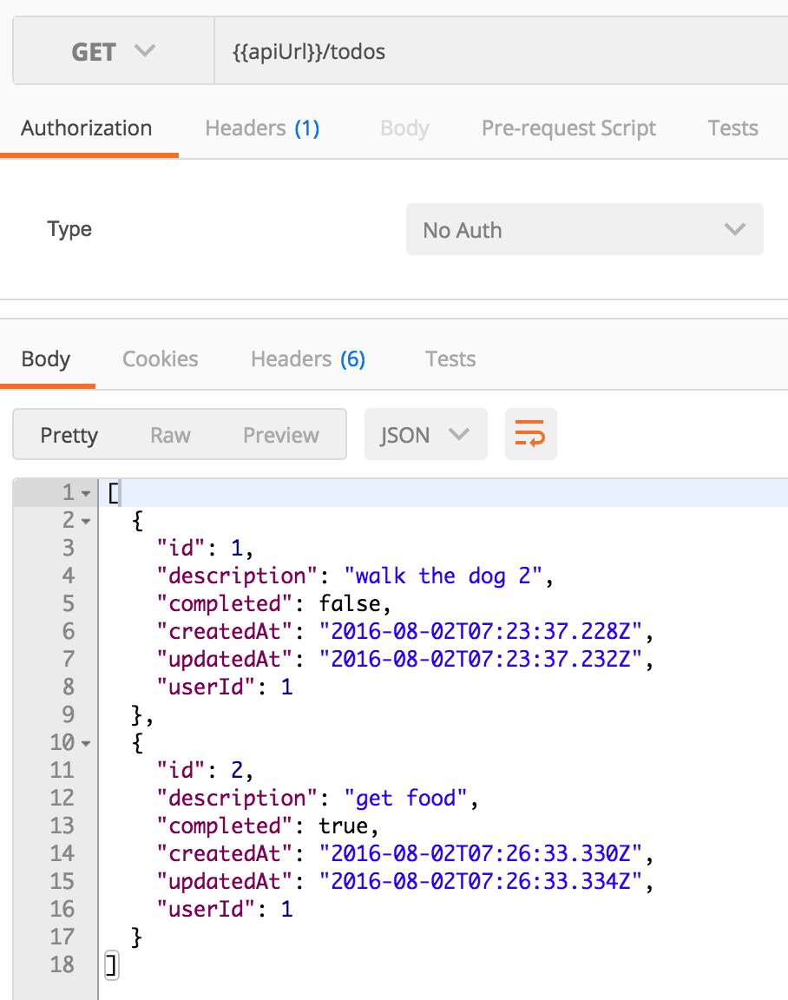 GET {{apiUrl}}/todos
Authorization Headers (1) Body Pre-request Script Tests
Type No Auth
Body Cookies Headers (6) Tests
Pretty Raw Preview JSON
1 [
2 {
3 "id": 1,
4 "description": "walk the dog 2",
5 "completed": false,
6 "createdAt": "2016-08-02T07:23:37.228Z",
7 "updatedAt": "2016-08-02T07:23:37.232Z",
8 "userId": 1
9 },
10 {
11 "id": 2,
12 "description": "get food",
13 "completed": true,
14 "createdAt": "2016-08-02T07:26:33.330Z",
15 "updatedAt": "2016-08-02T07:26:33.334Z",
16 "userId": 1
17 }
18 ]